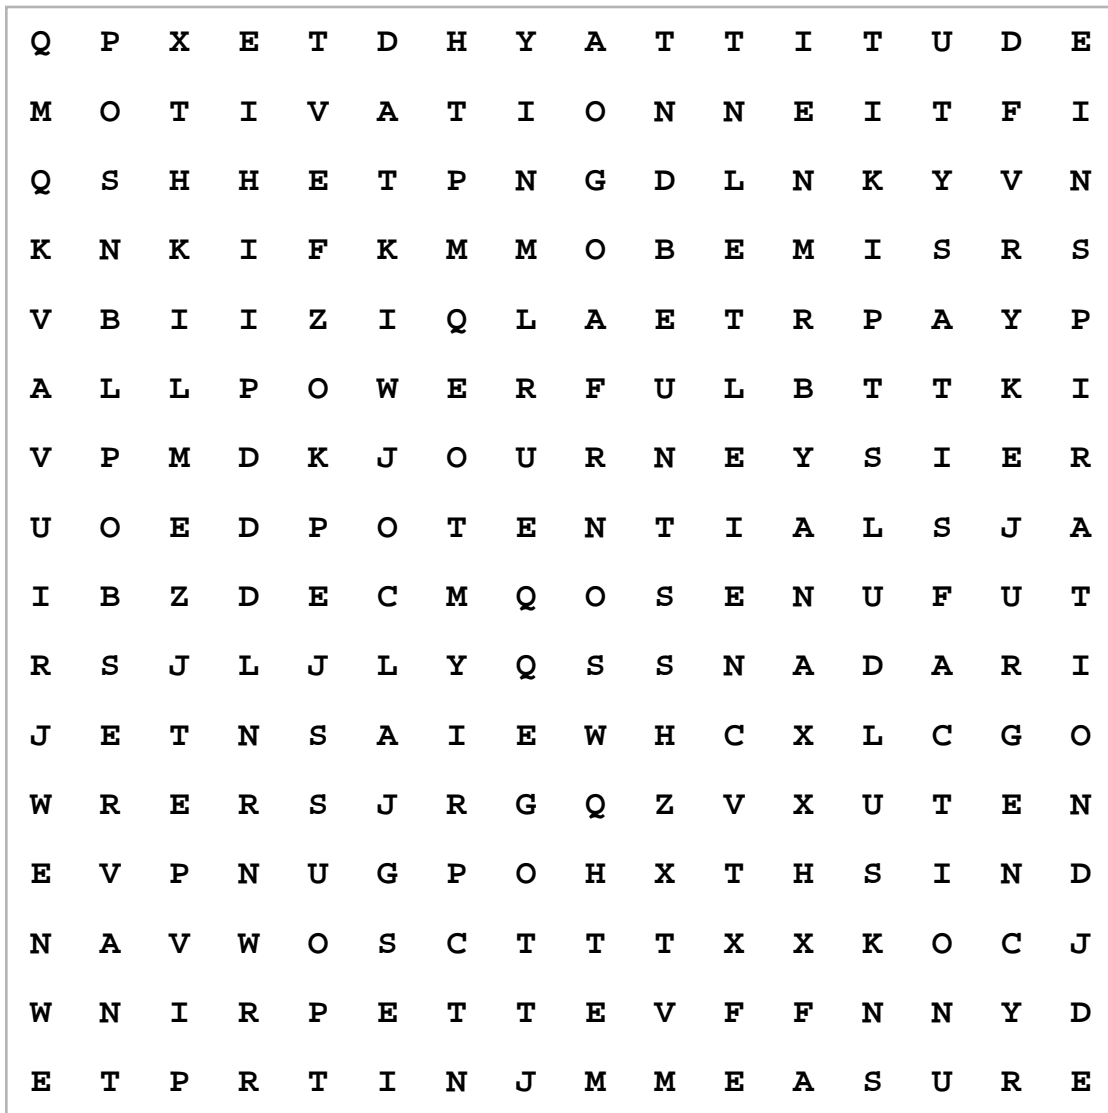 Q P X E T D H Y A T T I T U D E
M O T I V A T I O N N E I T F I
Q S H H E T P N G D L N K Y V N
K N K I F K M M O B E M I S R S
V B I I Z I Q L A E T R P A Y P
A L L P O W E R F U L B T T K I
V P M D K J O U R N E Y S I E R
U O E D P O T E N T I A L S J A
I B Z D E C M Q O S E N U F U T
R S J L J L Y Q S S N A D A R I
J E T N S A I E W H C X L C G O
W R E R S J R G Q Z V X U T E N
E V P N U G P O H X T H S I N D
N A V W O S C T T T X X K O C J
W N I R P E T T E V F F N N Y D
E T P R T I N J M M E A S U R E